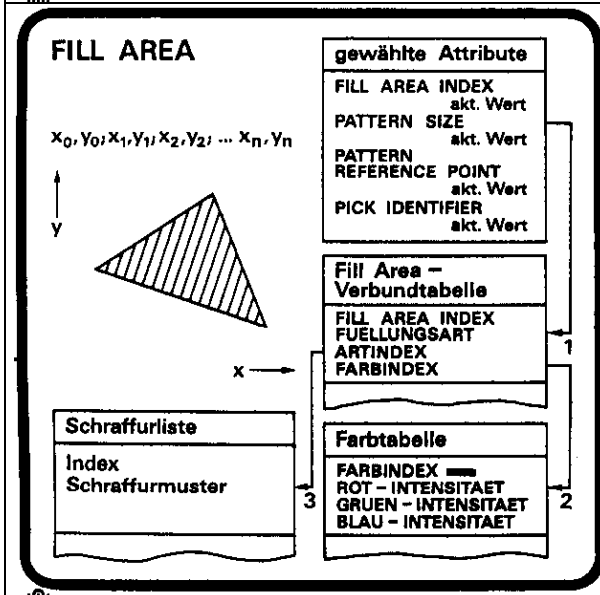 FILL AREA
x₀,y₀;x₁,y₁;x₂,y₂; ... xₙ,yₙ
y
x
gewählte Attribute
FILL AREA INDEX
akt. Wert
PATTERN SIZE
akt. Wert
PATTERN
REFERENCE POINT
akt. Wert
PICK IDENTIFIER
akt. Wert
Fill Area –
Verbundtabelle
FILL AREA INDEX
FUELLUNGSART
ARTINDEX
FARBINDEX
1
Schraffurliste
Index
Schraffurmuster
3
Farbtabelle
FARBINDEX
ROT – INTENSITAET
GRUEN – INTENSITAET
BLAU – INTENSITAET
2